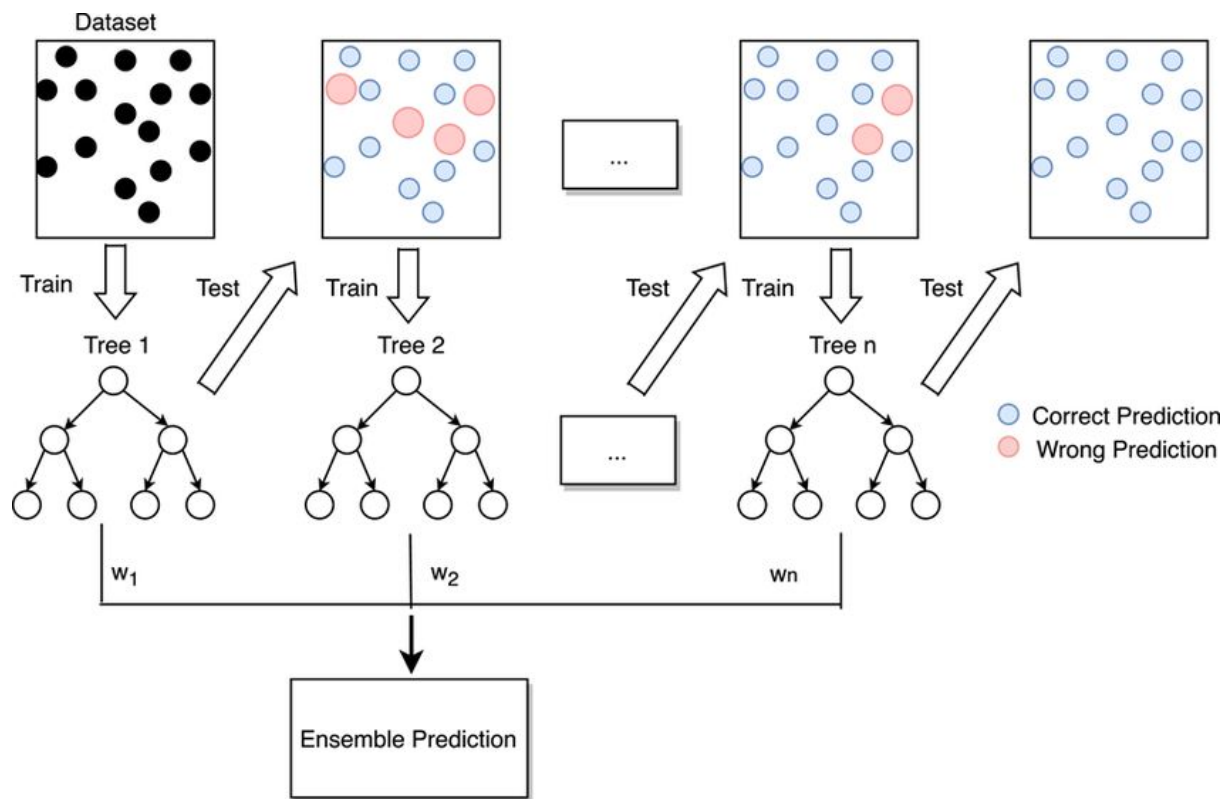 Dataset
...
Train
Test
Train
Test
Train
Test
Tree 1
Tree 2
Tree n
Correct Prediction
Wrong Prediction
...
w1
w2
wn
Ensemble Prediction